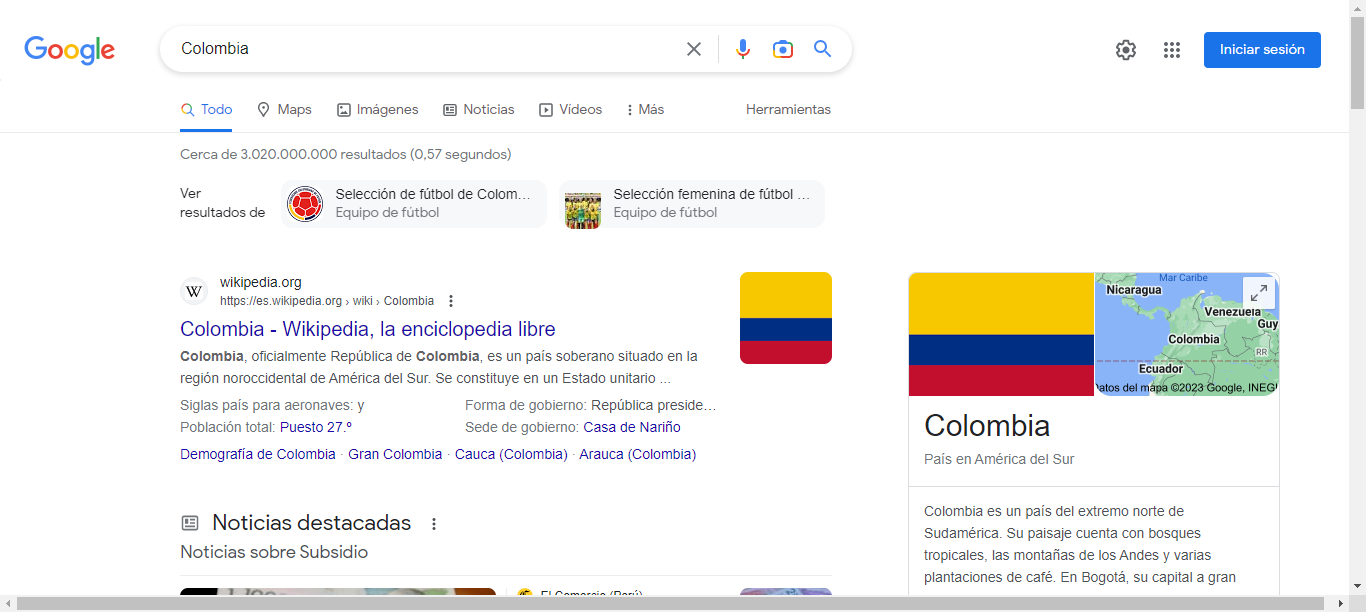 Google
Colombia
Iniciar sesión
Todo
Maps
Imágenes
Noticias
Vídeos
Más
Herramientas
Cerca de 3.020.000.000 resultados (0,57 segundos)
Ver
resultados de
Selección de fútbol de Colom…
Equipo de fútbol
Selección femenina de fútbol …
Equipo de fútbol
W
wikipedia.org
https://es.wikipedia.org › wiki › Colombia
Colombia - Wikipedia, la enciclopedia libre
Colombia, oficialmente República de Colombia, es un país soberano situado en la
región noroccidental de América del Sur. Se constituye en un Estado unitario ...
Siglas país para aeronaves: y
Forma de gobierno: República preside…
Población total: Puesto 27.º
Sede de gobierno: Casa de Nariño
Demografía de Colombia · Gran Colombia · Cauca (Colombia) · Arauca (Colombia)
Noticias destacadas
Noticias sobre Subsidio
El Comercio (Perú)
Mar Caribe
Nicaragua
Venezuela
Guy
Colombia
RR
Ecuador
Datos del mapa ©2023 Google, INEGI
Colombia
País en América del Sur
Colombia es un país del extremo norte de
Sudamérica. Su paisaje cuenta con bosques
tropicales, las montañas de los Andes y varias
plantaciones de café. En Bogotá, su capital a gran